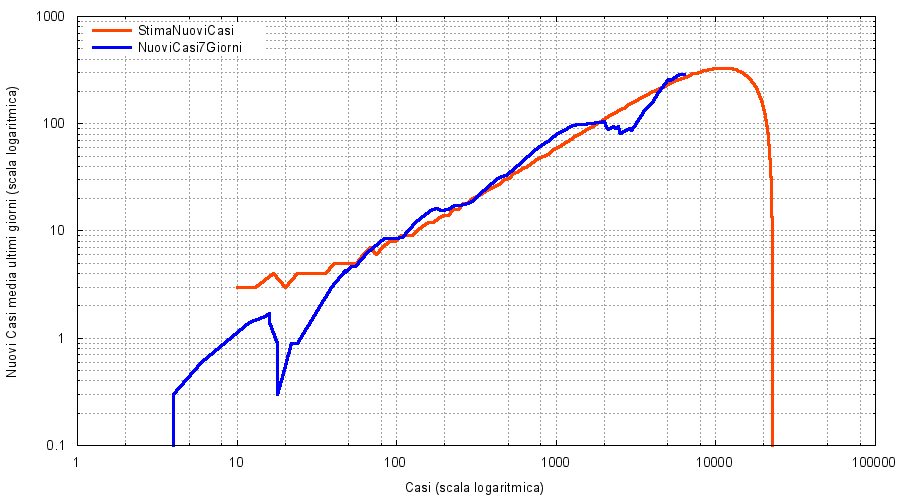 1000
StimaNuoviCasi
NuoviCasi7Giorni
100
10
1
0.1
Nuovi Casi media ultimi giorni (scala logaritmica)
1 10 100 1000 10000 100000
Casi (scala logaritmica)